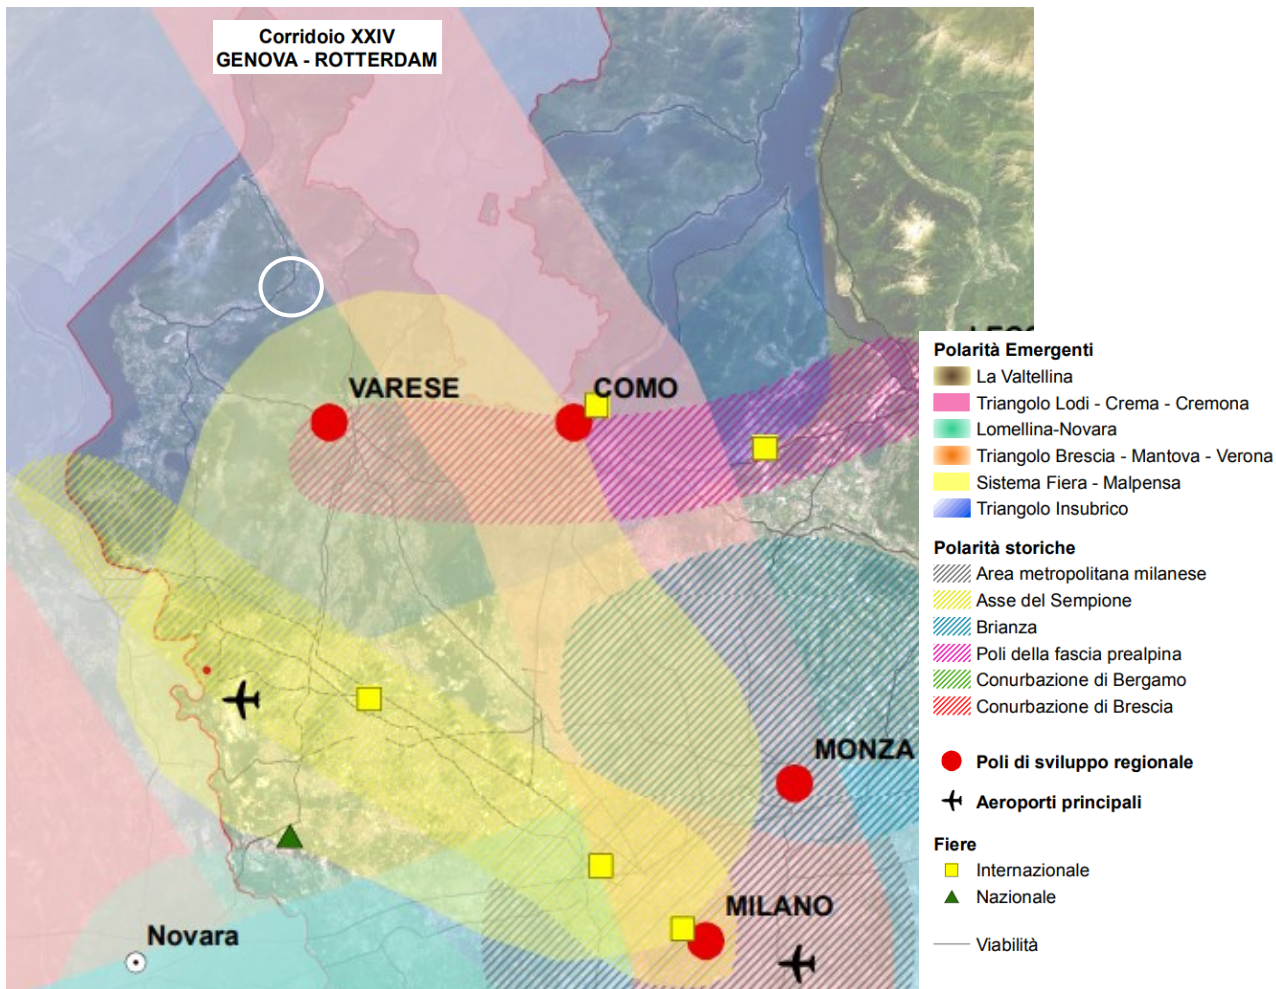 Corridoio XXIV
GENOVA - ROTTERDAM
VARESE
COMO
MONZA
MILANO
Novara
Polarità Emergenti
La Valtellina
Triangolo Lodi - Crema - Cremona
Lomellina-Novara
Triangolo Brescia - Mantova - Verona
Sistema Fiera - Malpensa
Triangolo Insubrico
Polarità storiche
Area metropolitana milanese
Asse del Sempione
Brianza
Poli della fascia prealpina
Conurbazione di Bergamo
Conurbazione di Brescia
Poli di sviluppo regionale
Aeroporti principali
Fiere
Internazionale
Nazionale
Viabilità